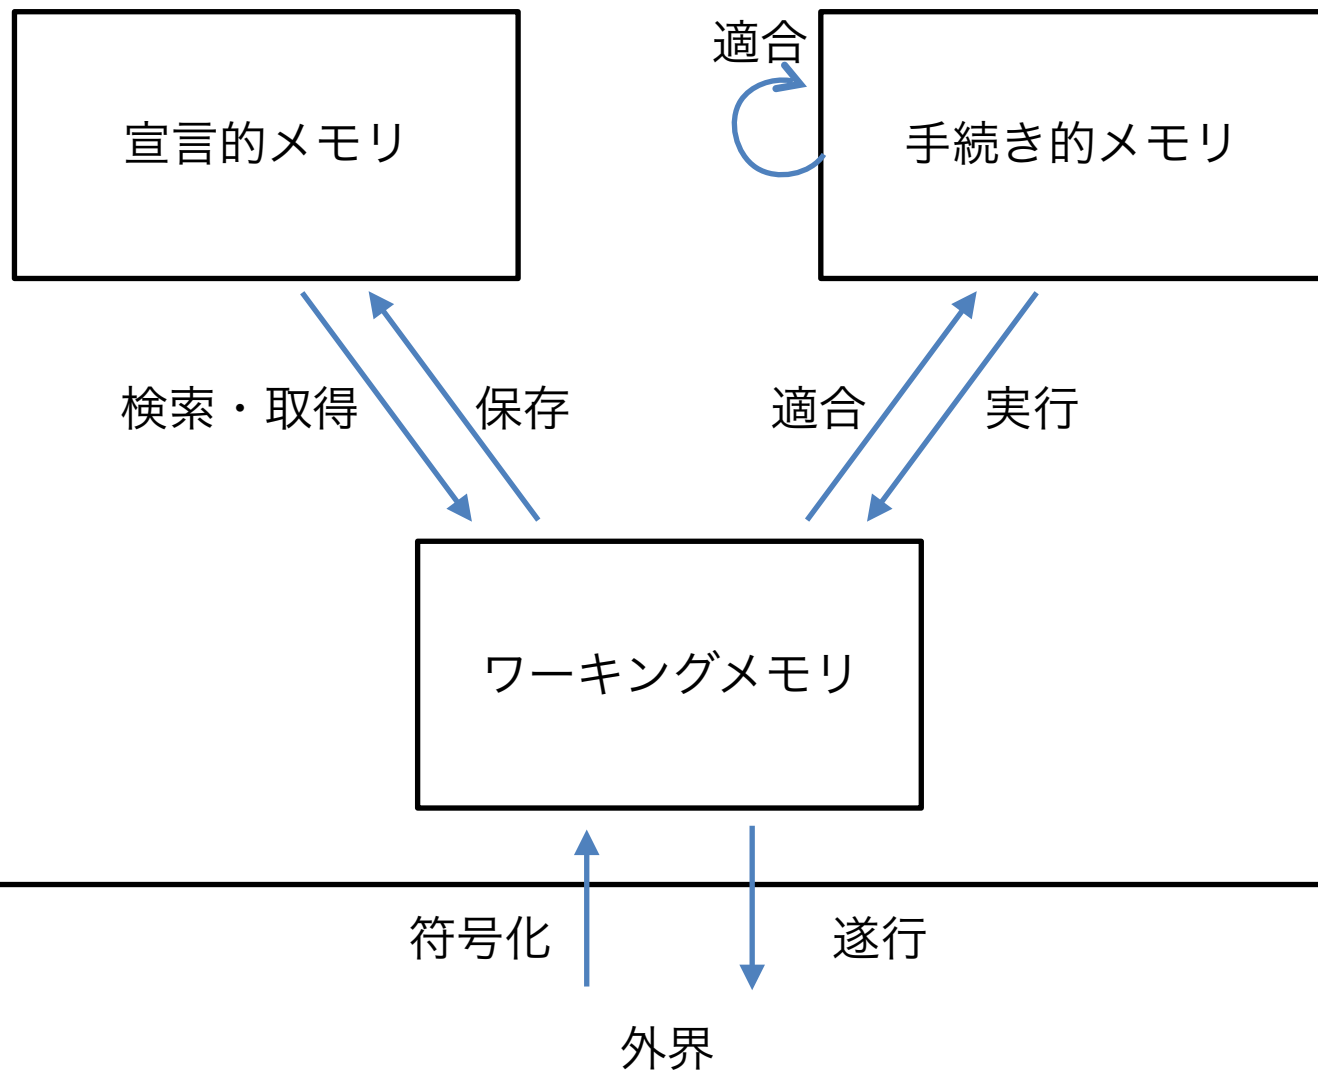 適合
宣言的メモリ
手続き的メモリ
検索・取得
保存
適合
実行
ワーキングメモリ
符号化
遂行
外界